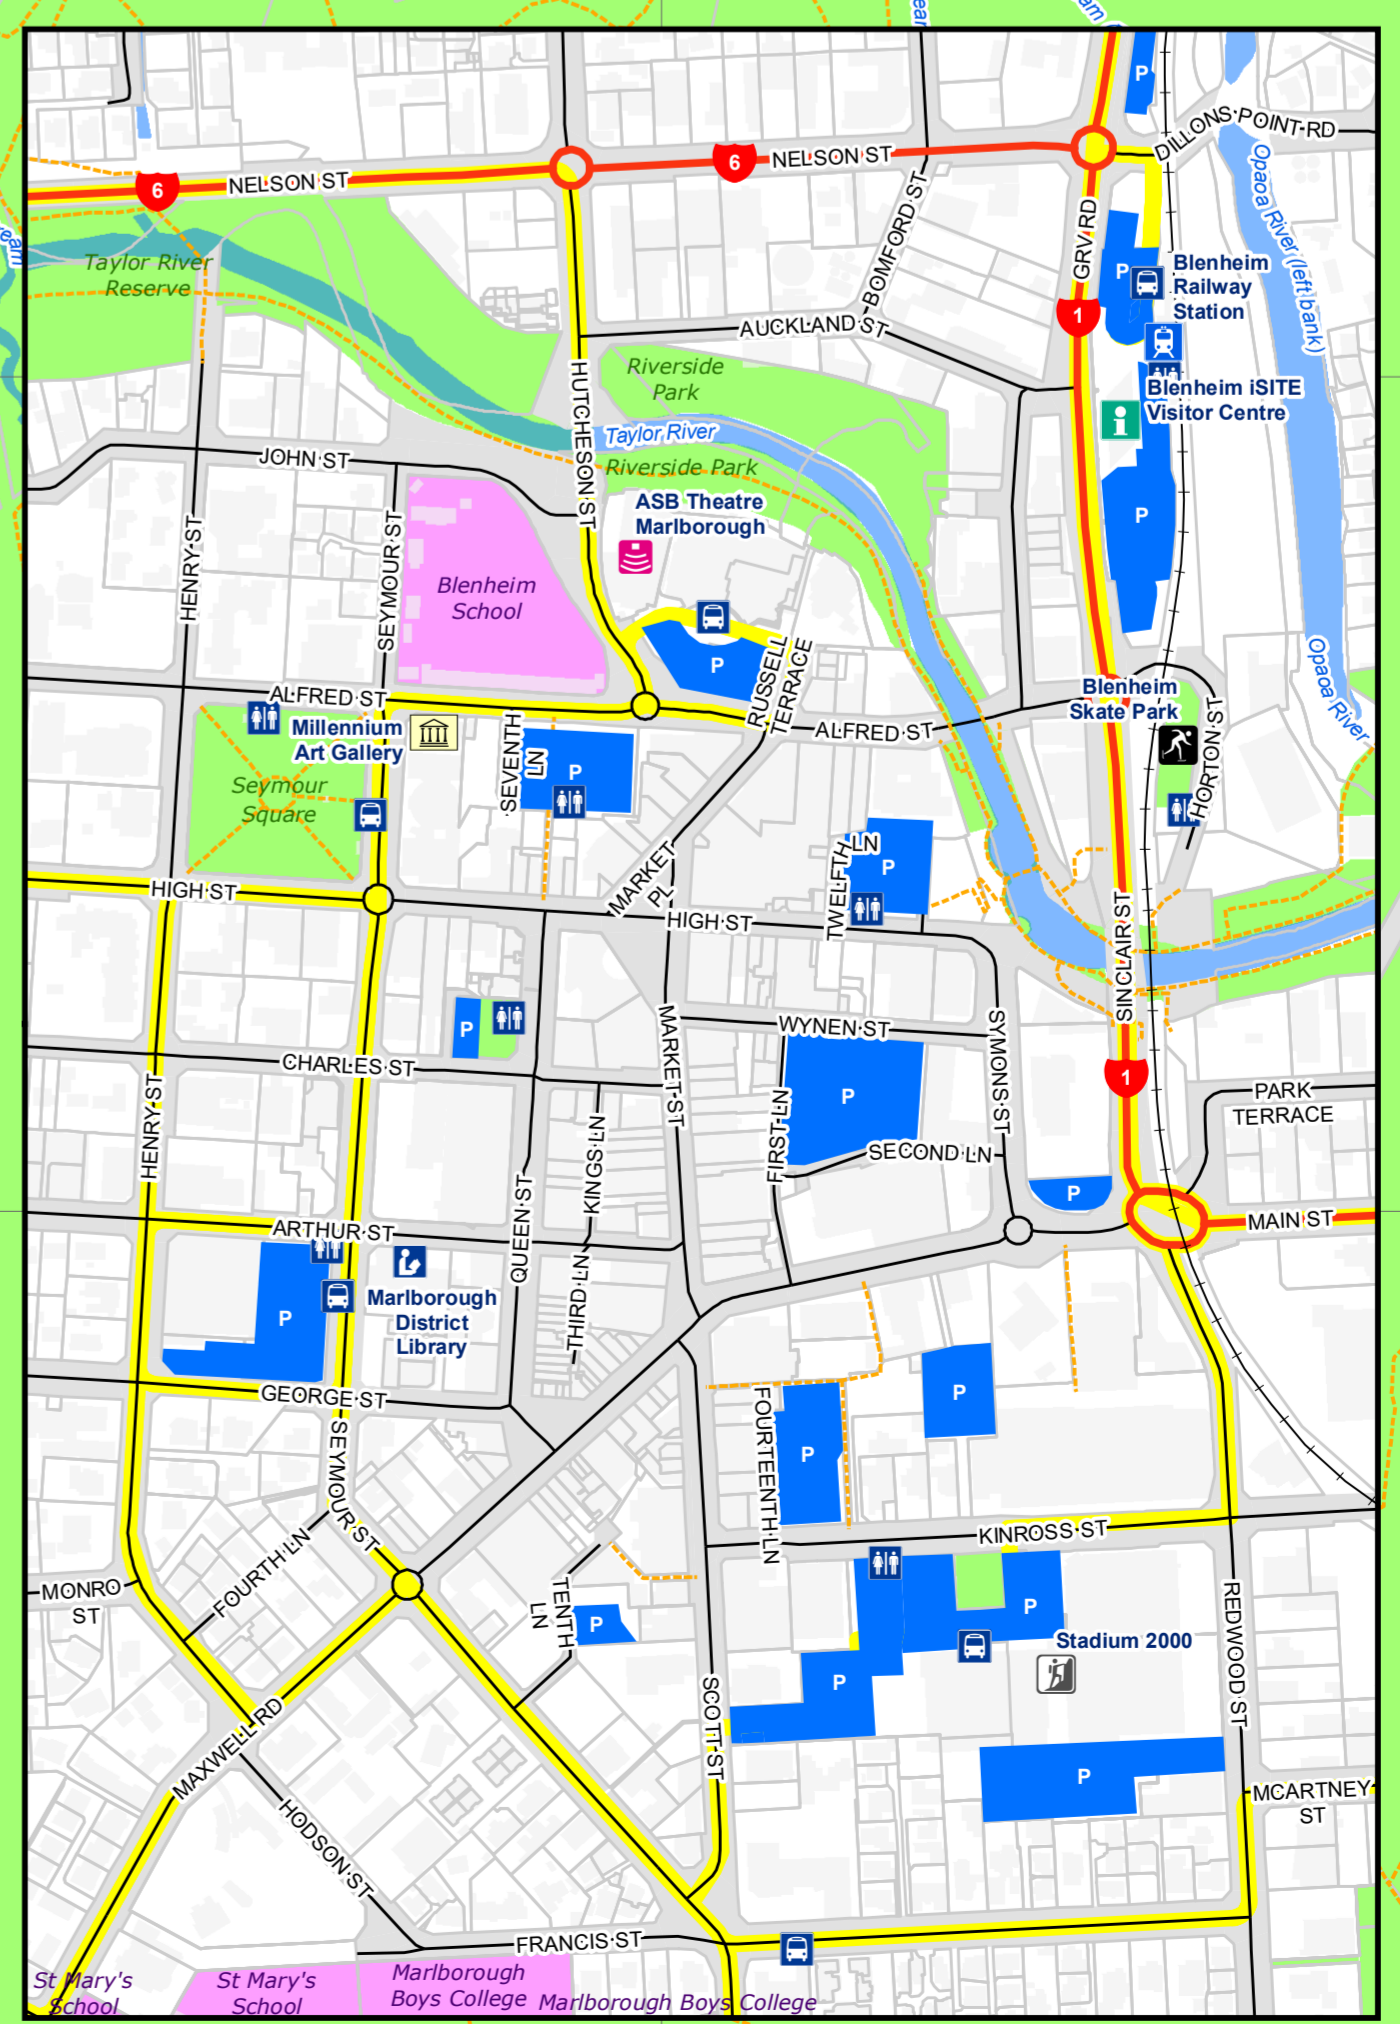 P
DILLONS POINT RD
6
NELSON ST
6
NELSON ST
Opaoa River (left bank)
Taylor River
Reserve
BOMFORD ST
GRV RD
P
Blenheim
Railway
Station
1
AUCKLAND ST
Riverside
Park
Blenheim iSITE
Visitor Centre
HUTCHESON ST
Taylor River
JOHN ST
Riverside Park
ASB Theatre
Marlborough
P
HENRY ST
SEYMOUR ST
Blenheim
School
P
RUSSELL
TERRACE
Opaoa River
ALFRED ST
Blenheim
Skate Park
ALFRED ST
Millennium
Art Gallery
SEVENTH
LN
P
HORTON ST
Seymour
Square
MARKET
PL
TWELFTH
LN
P
HIGH ST
HIGH ST
SINCLAIR ST
P
MARKET ST
WYNEN ST
SYMONS ST
CHARLES ST
1
PARK
TERRACE
HENRY ST
KINGS LN
FIRST LN
P
SECOND LN
QUEEN ST
P
MAIN ST
ARTHUR ST
THIRD LN
P
Marlborough
District
Library
GEORGE ST
FOURTEENTH LN
P
P
SEYMOUR ST
FOURTH LN
KINROSS ST
MONRO
ST
TENTH
LN
P
P
REDWOOD ST
Stadium 2000
P
SCOTT ST
MAXWELL RD
P
MCARTNEY
ST
HODSON ST
FRANCIS ST
St Mary's
School
St Mary's
School
Marlborough
Boys College
Marlborough Boys College